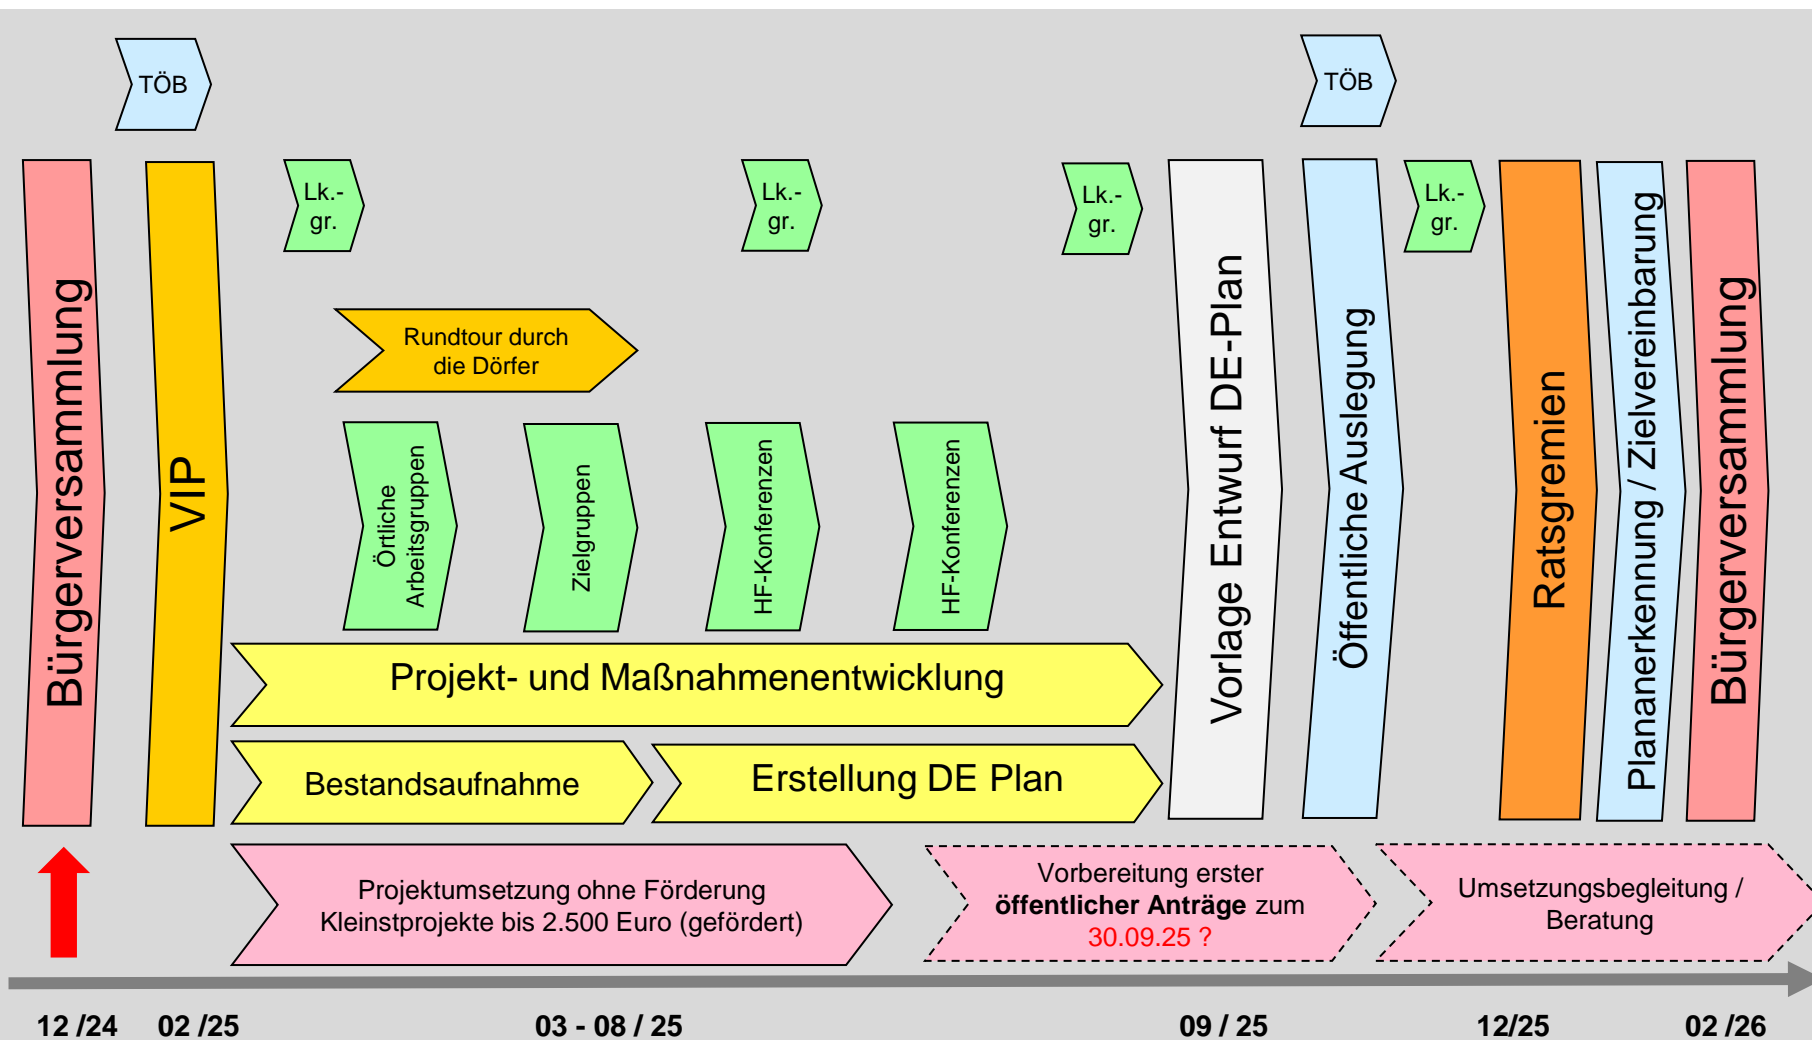 TÖB
TÖB
Bürgerversammlung
VIP
Lk.-
gr.
Lk.-
gr.
Lk.-
gr.
Vorlage Entwurf DE-Plan
Öffentliche Auslegung
Lk.-
gr.
Ratsgremien
Plananerkennung / Zielvereinbarung
Bürgerversammlung
Rundtour durch
die Dörfer
Örtliche
Arbeitsgruppen
Zielgruppen
HF-Konferenzen
HF-Konferenzen
Projekt- und Maßnahmenentwicklung
Bestandsaufnahme
Erstellung DE Plan
Projektumsetzung ohne Förderung
Kleinstprojekte bis 2.500 Euro (gefördert)
Vorbereitung erster
öffentlicher Anträge zum
30.09.25 ?
Umsetzungsbegleitung /
Beratung
12 /24
02 /25
03 - 08 / 25
09 / 25
12/25
02 /26